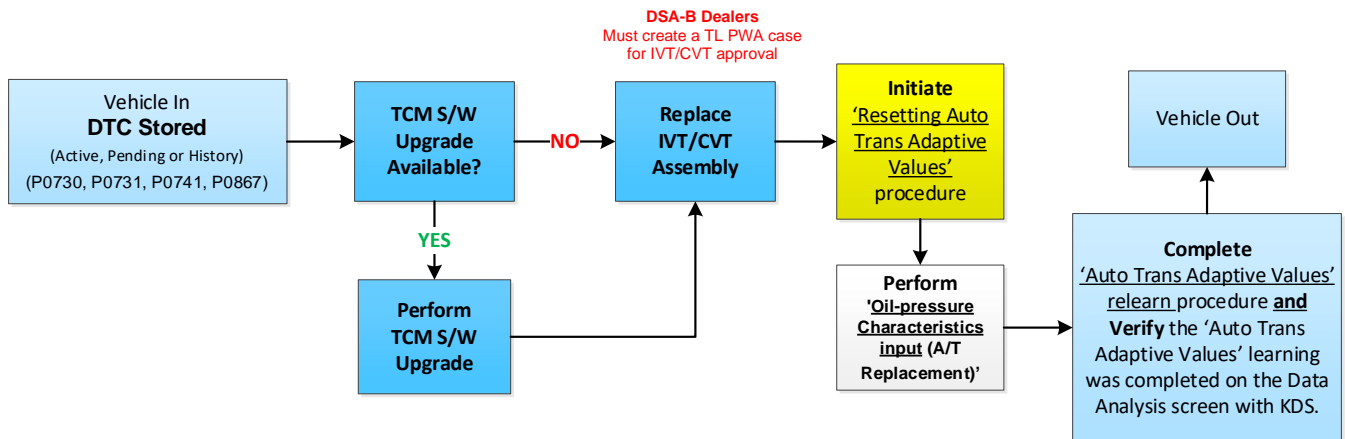 DSA-B Dealers
Must create a TL PWA case
for IVT/CVT approval
Vehicle In
DTC Stored
(Active, Pending or History)
(P0730, P0731, P0741, P0867)
TCM S/W
Upgrade
Available?
NO
YES
Perform
TCM S/W
Upgrade
Replace
IVT/CVT
Assembly
Initiate
‘Resetting Auto
Trans Adaptive
Values’
procedure
Perform
'Oil-pressure
Characteristics
input (A/T
Replacement)’
Complete
‘Auto Trans Adaptive Values’
relearn procedure and
Verify the ‘Auto Trans
Adaptive Values’ learning
was completed on the Data
Analysis screen with KDS.
Vehicle Out